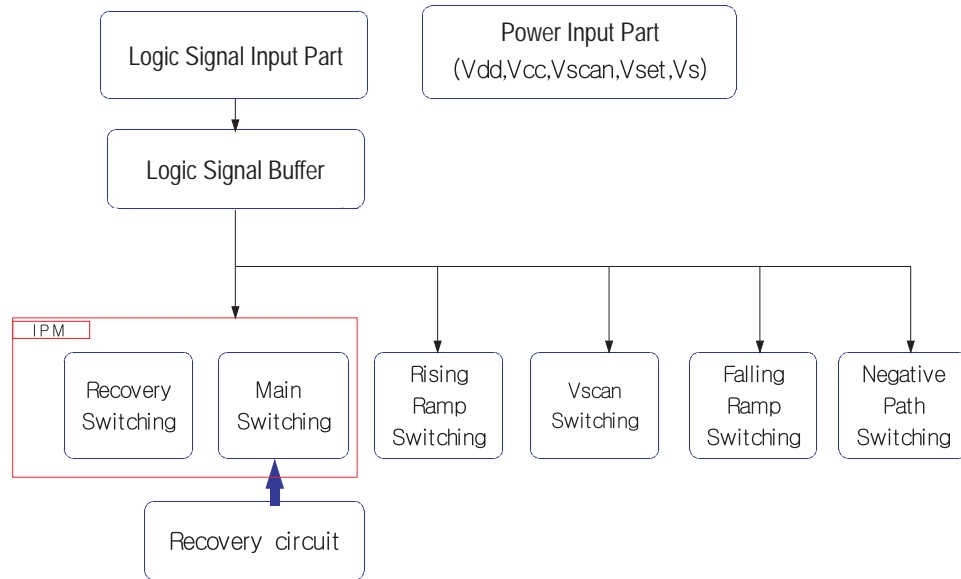 Logic Signal Input Part
Power Input Part
(Vdd,Vcc,Vscan,Vset,Vs)
Logic Signal Buffer
IPM
Recovery
Switching
Main
Switching
Rising
Ramp
Switching
Vscan
Switching
Falling
Ramp
Switching
Negative
Path
Switching
Recovery circuit